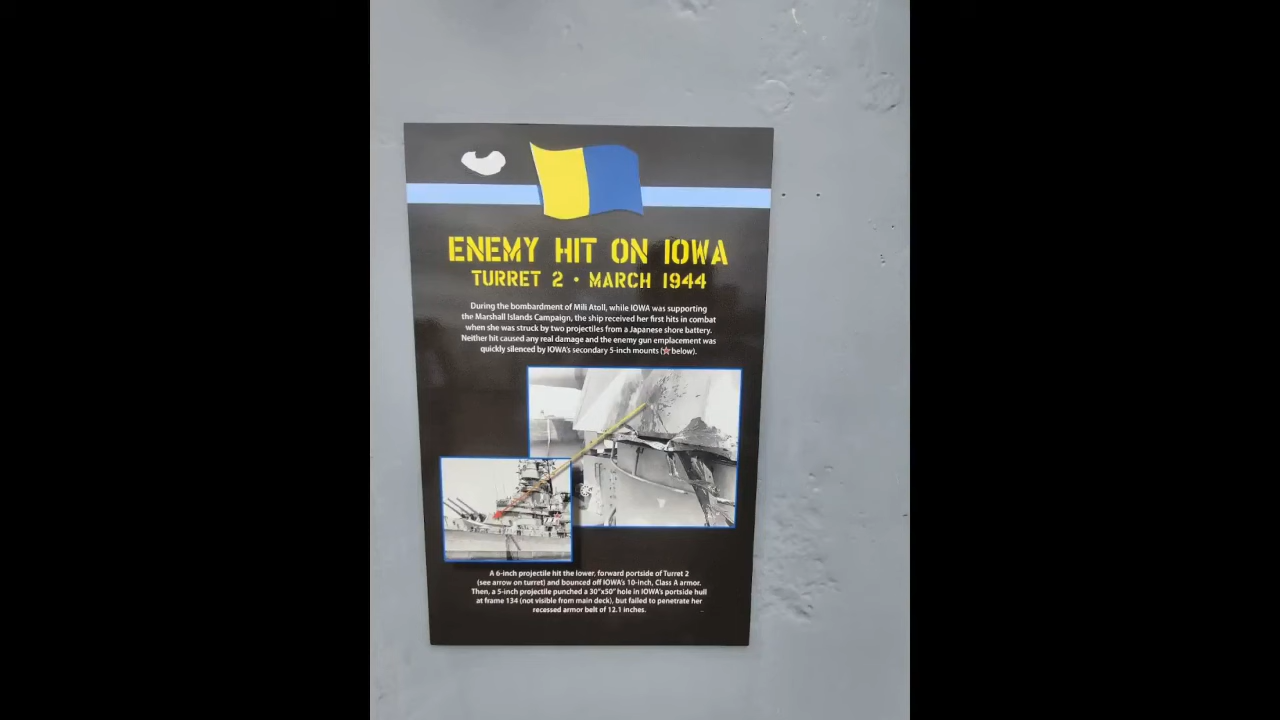 ENEMY HIT ON IOWA
TURRET 2 • MARCH 1944
During the bombardment of Mili Atoll, while IOWA was supporting
the Marshall Islands Campaign, the ship received her first hits in combat
when she was struck by two projectiles from a Japanese shore battery.
Neither hit caused any real damage and the enemy gun emplacement was
quickly silenced by IOWA's secondary 5-inch mounts (☆ below).
A 6-inch projectile hit the lower, forward portside of Turret 2
(see arrow on turret) and bounced off IOWA's 10-inch, Class A armor.
Then, a 5-inch projectile punched a 30"x50" hole in IOWA's portside hull
at frame 134 (not visible from main deck), but failed to penetrate her
recessed armor belt of 12.1 inches.